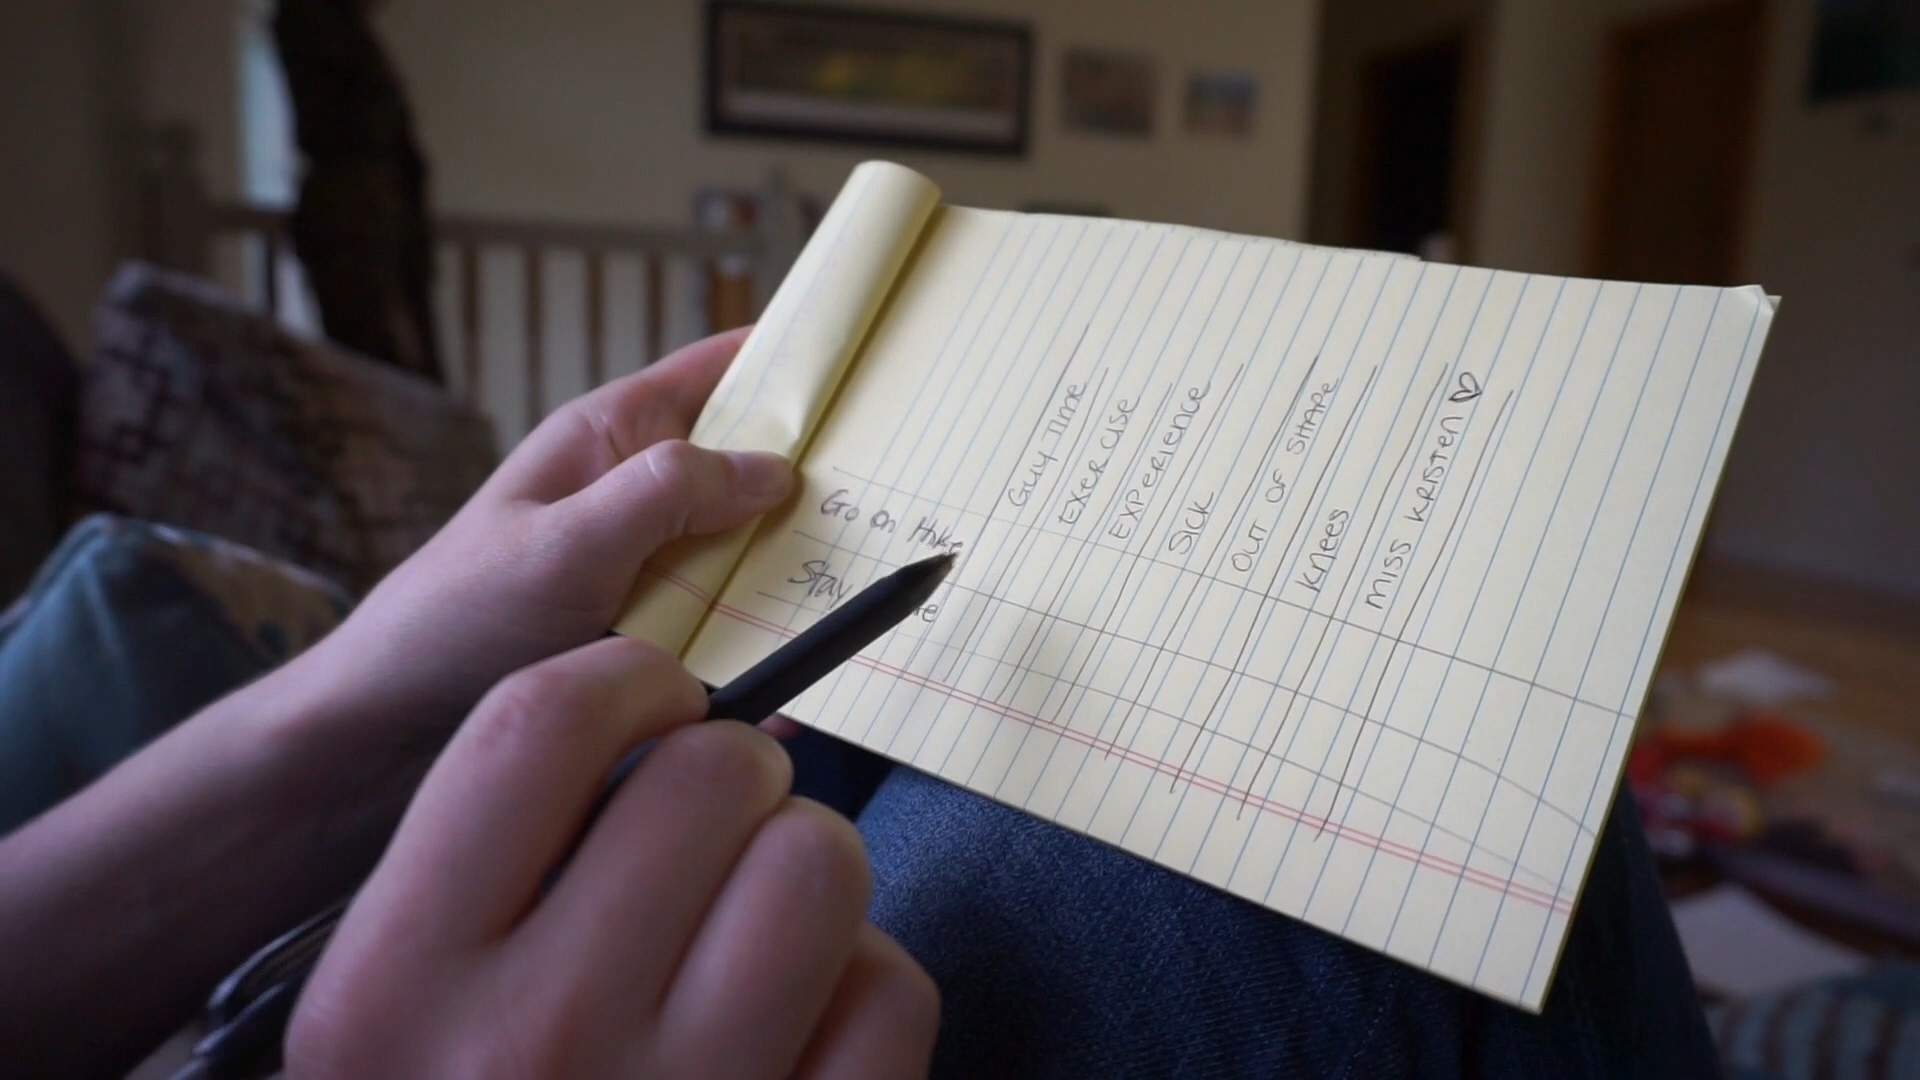 Guy Time
Exercise
Experience
Sick
Out of Shape
Knees
Miss Kristen ♡
Go on Hike
Stay